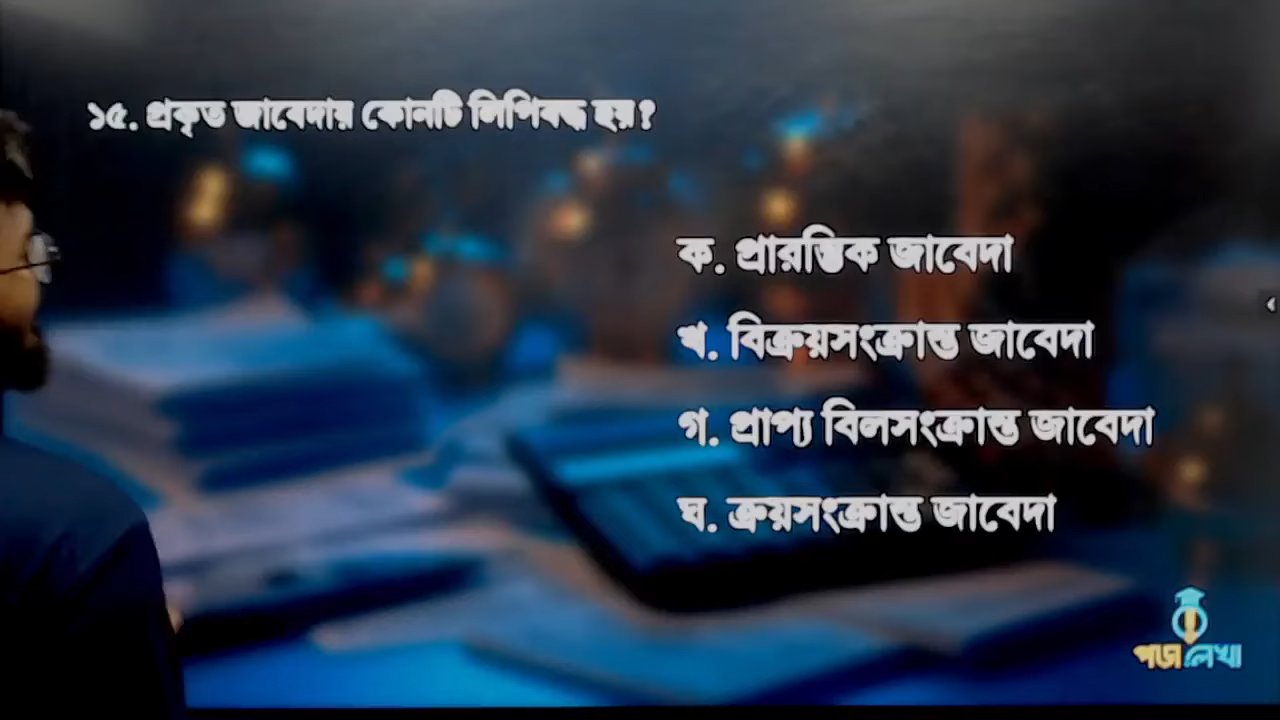 ১৫. প্রকৃত জাবেদায় কোনটি লিপিবদ্ধ হয়?
ক. প্রারম্ভিক জাবেদা
খ. বিক্রয়সংক্রান্ত জাবেদা
গ. প্রাপ্য বিলসংক্রান্ত জাবেদা
ঘ. ক্রয়সংক্রান্ত জাবেদা
পড়ালেখা